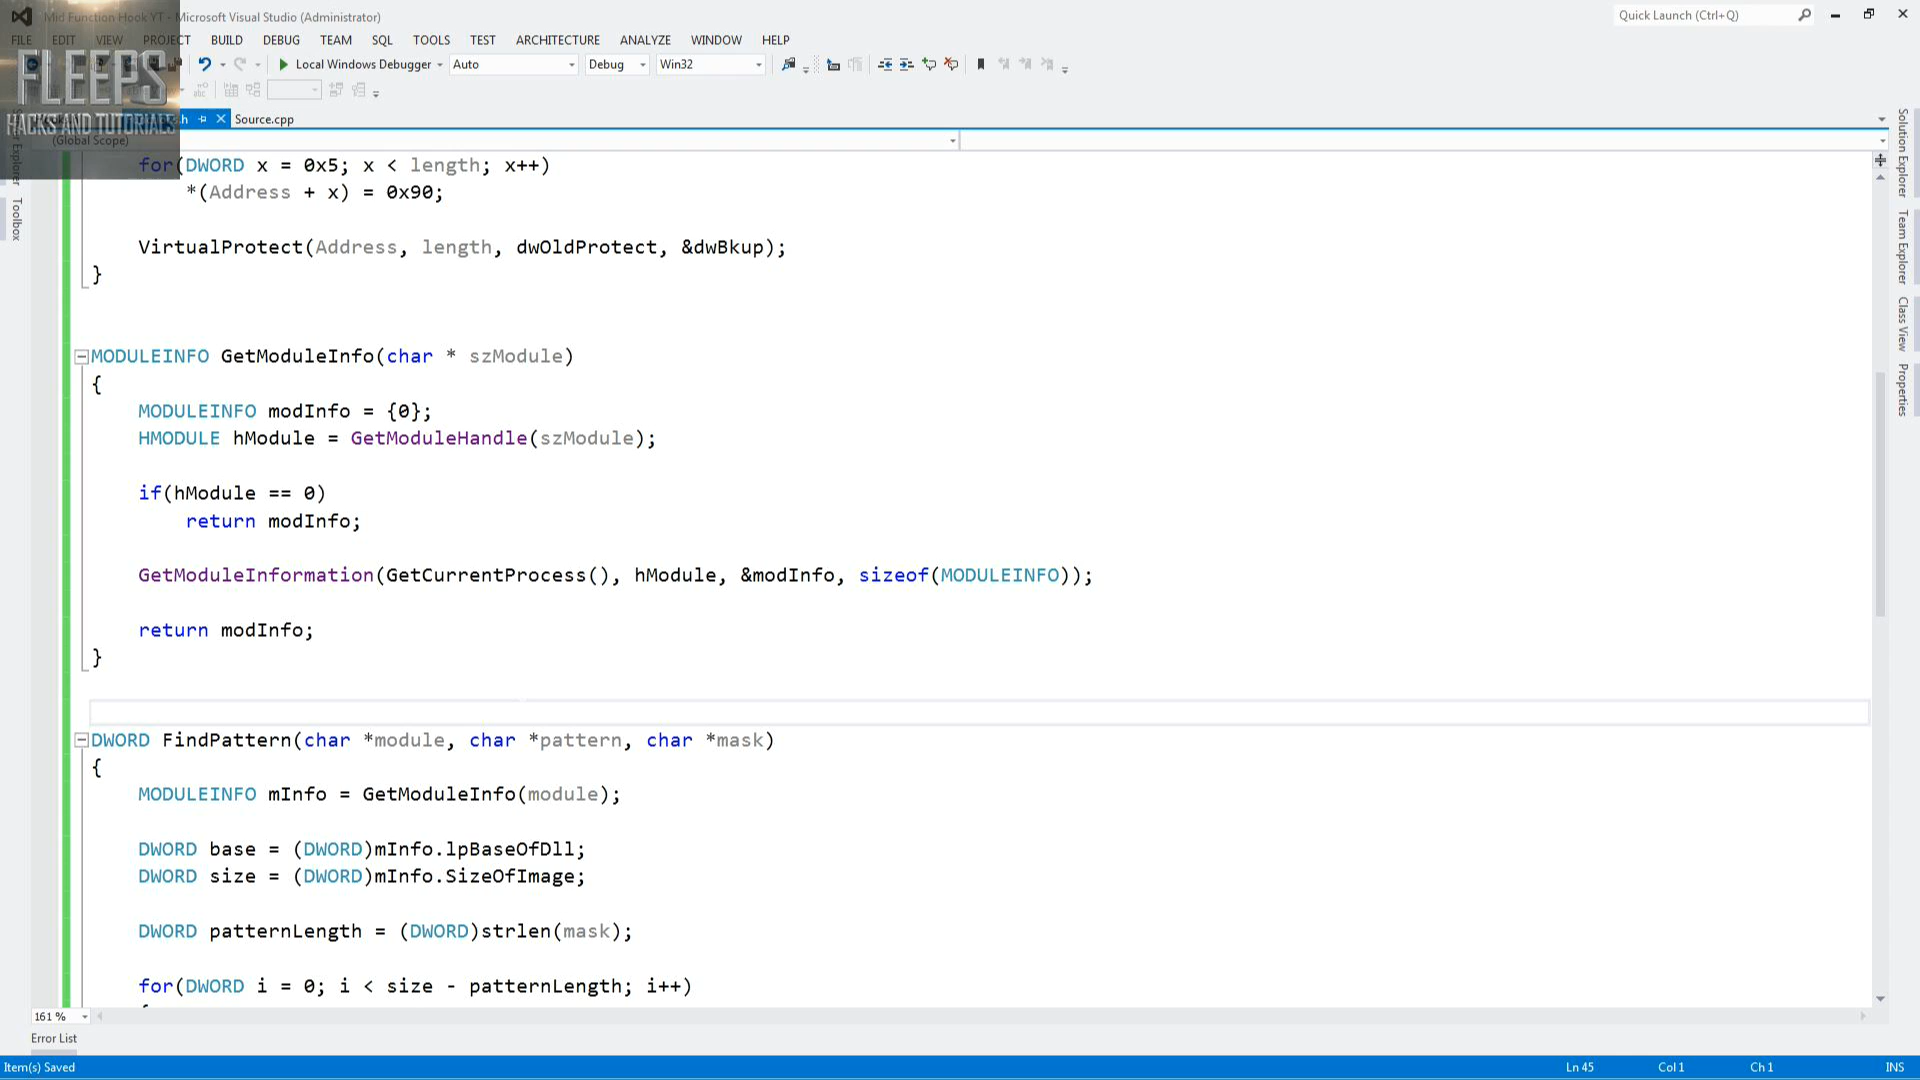 Mid Function Hook YT - Microsoft Visual Studio (Administrator)
Quick Launch (Ctrl+Q)
FILE EDIT VIEW PROJECT BUILD DEBUG TEAM SQL TOOLS TEST ARCHITECTURE ANALYZE WINDOW HELP
Local Windows Debugger Auto Debug Win32
FLEEPS
HACKS AND TUTORIALS
.h Source.cpp
(Global Scope)
for(DWORD x = 0x5; x < length; x++)
*(Address + x) = 0x90;
VirtualProtect(Address, length, dwOldProtect, &dwBkup);
}
MODULEINFO GetModuleInfo(char * szModule)
{
MODULEINFO modInfo = {0};
HMODULE hModule = GetModuleHandle(szModule);
if(hModule == 0)
return modInfo;
GetModuleInformation(GetCurrentProcess(), hModule, &modInfo, sizeof(MODULEINFO));
return modInfo;
}
DWORD FindPattern(char *module, char *pattern, char *mask)
{
MODULEINFO mInfo = GetModuleInfo(module);
DWORD base = (DWORD)mInfo.lpBaseOfDll;
DWORD size = (DWORD)mInfo.SizeOfImage;
DWORD patternLength = (DWORD)strlen(mask);
for(DWORD i = 0; i < size - patternLength; i++)
Explorer
Toolbox
Solution Explorer
Team Explorer
Class View
Properties
161 %
Error List
Item(s) Saved
Ln 45 Col 1 Ch 1 INS